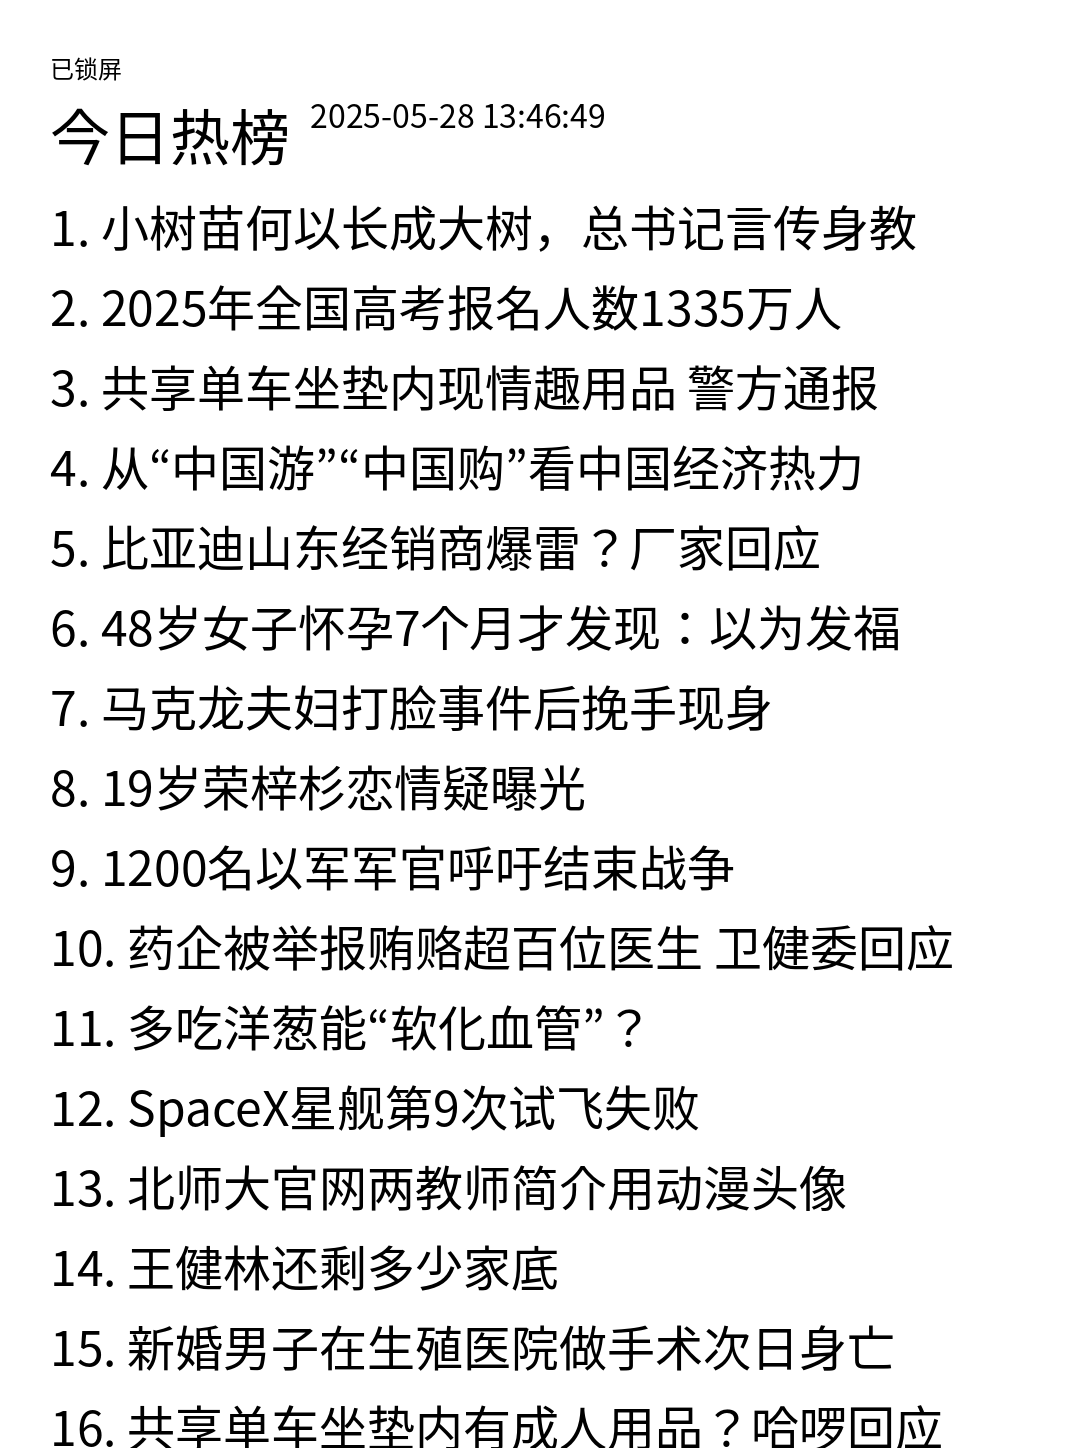 已锁屏
今日热榜 2025-05-28 13:46:49
1. 小树苗何以长成大树，总书记言传身教
2. 2025年全国高考报名人数1335万人
3. 共享单车坐垫内现情趣用品 警方通报
4. 从“中国游”“中国购”看中国经济热力
5. 比亚迪山东经销商爆雷？厂家回应
6. 48岁女子怀孕7个月才发现：以为发福
7. 马克龙夫妇打脸事件后挽手现身
8. 19岁荣梓杉恋情疑曝光
9. 1200名以军军官呼吁结束战争
10. 药企被举报贿赂超百位医生 卫健委回应
11. 多吃洋葱能“软化血管”？
12. SpaceX星舰第9次试飞失败
13. 北师大官网两教师简介用动漫头像
14. 王健林还剩多少家底
15. 新婚男子在生殖医院做手术次日身亡
16. 共享单车坐垫内有成人用品？哈啰回应